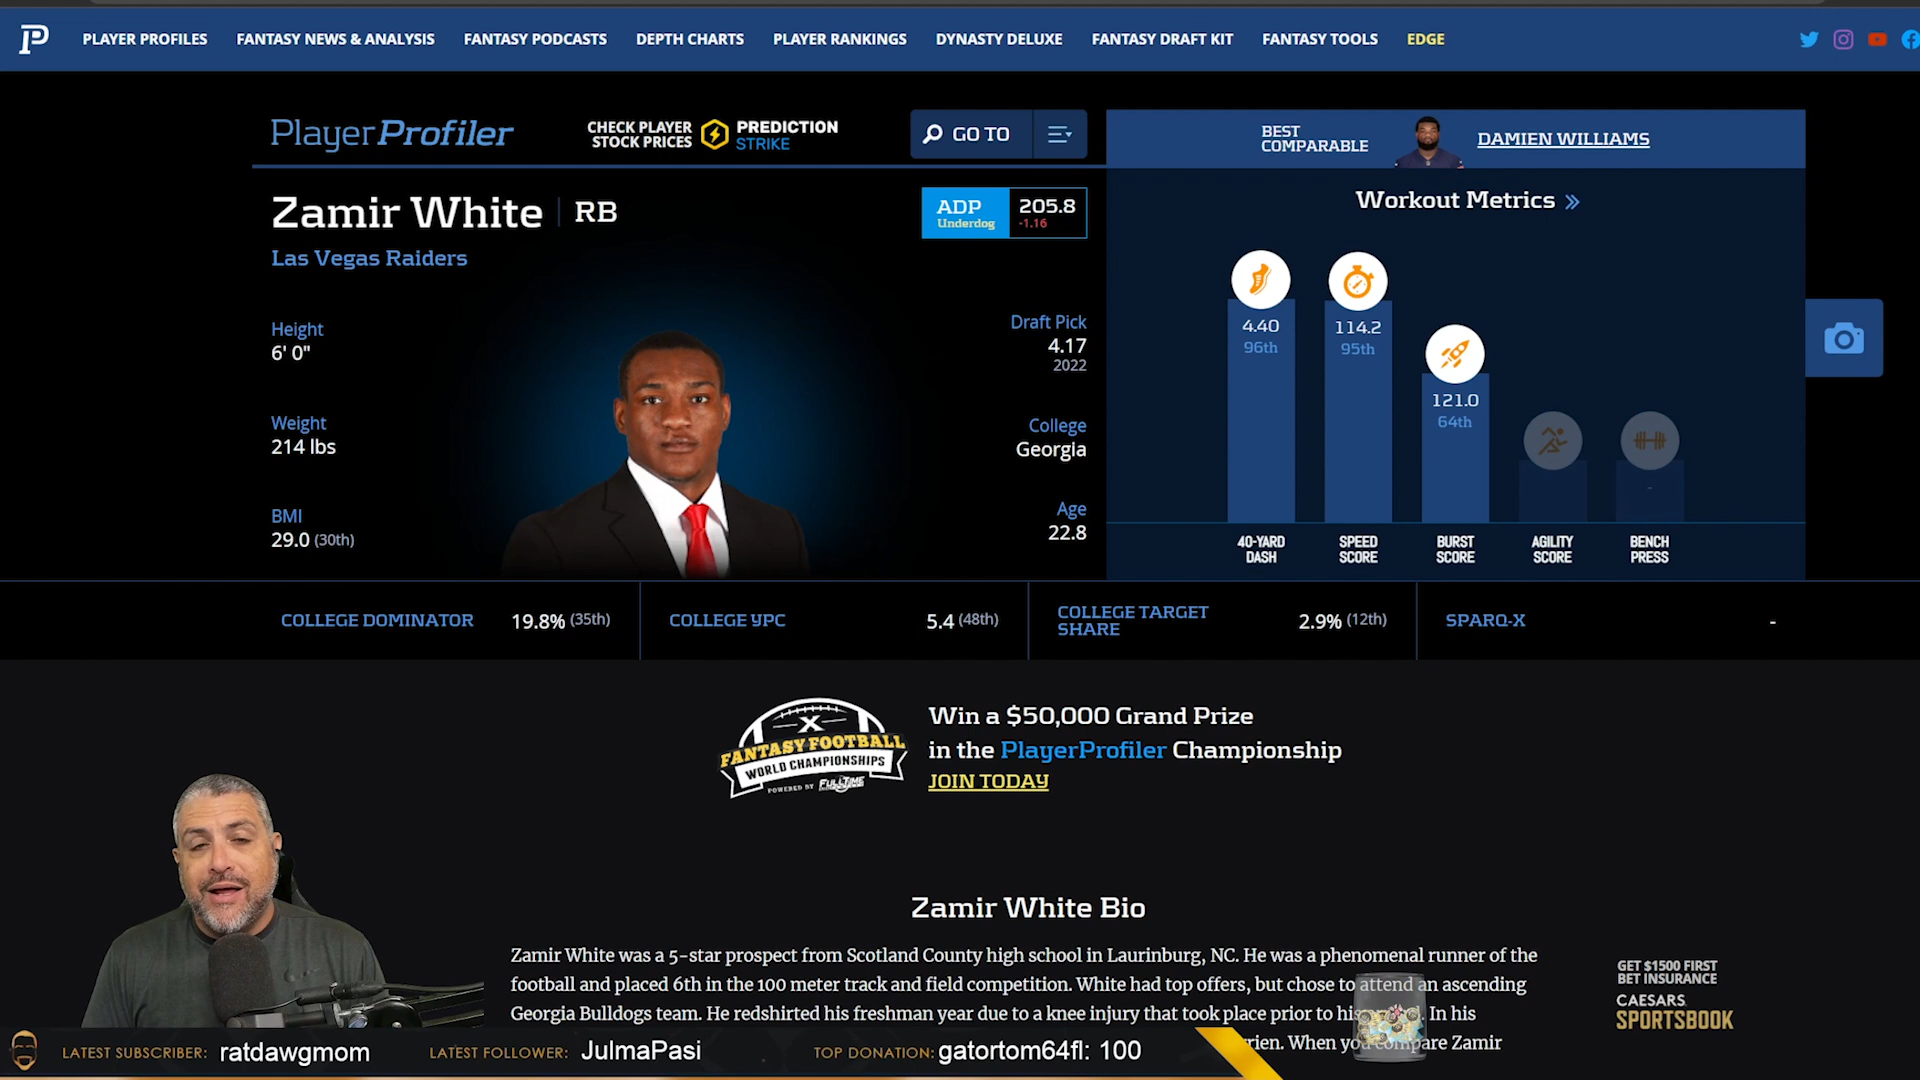 P PLAYER PROFILES FANTASY NEWS & ANALYSIS FANTASY PODCASTS DEPTH CHARTS PLAYER RANKINGS DYNASTY DELUXE FANTASY DRAFT KIT FANTASY TOOLS EDGE
PlayerProfiler
CHECK PLAYER
STOCK PRICES
PREDICTION
STRIKE
GO TO
BEST
COMPARABLE
DAMIEN WILLIAMS
Zamir White RB
Las Vegas Raiders
ADP
Underdog
205.8
-1.16
Height
6' 0"
Weight
214 lbs
BMI
29.0 (30th)
Draft Pick
4.17
2022
College
Georgia
Age
22.8
Workout Metrics »
4.40
96th
114.2
95th
121.0
64th
-
40-YARD
DASH
SPEED
SCORE
BURST
SCORE
AGILITY
SCORE
BENCH
PRESS
COLLEGE DOMINATOR 19.8% (35th)
COLLEGE YPC 5.4 (48th)
COLLEGE TARGET
SHARE
2.9% (12th)
SPARQ-X -
X
FANTASY FOOTBALL
WORLD CHAMPIONSHIPS
POWERED BY FULLTIME
Win a $50,000 Grand Prize
in the PlayerProfiler Championship
JOIN TODAY
Zamir White Bio
Zamir White was a 5-star prospect from Scotland County high school in Laurinburg, NC. He was a phenomenal runner of the
football and placed 6th in the 100 meter track and field competition. White had top offers, but chose to attend an ascending
Georgia Bulldogs team. He redshirted his freshman year due to a knee injury that took place prior to his. In his
rien. When you compare Zamir
GET $1500 FIRST
BET INSURANCE
CAESARS
SPORTSBOOK
LATEST SUBSCRIBER: ratdawgmom
LATEST FOLLOWER: JulmaPasi
TOP DONATION: gatortom64fl: 100